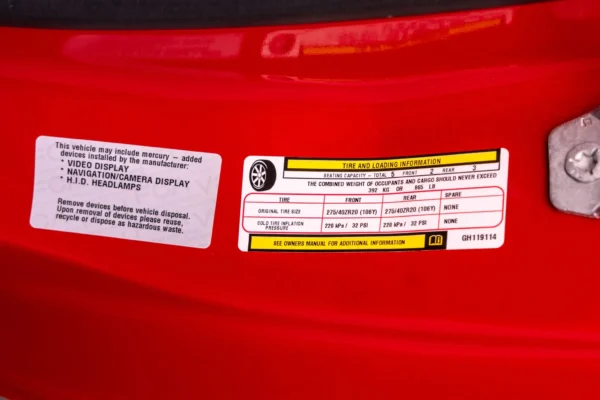 This vehicle may include mercury – added
devices installed by the manufacturer:
• VIDEO DISPLAY
• NAVIGATION/CAMERA DISPLAY
• H.I.D. HEADLAMPS
Remove devices before vehicle disposal.
Upon removal of devices please reuse,
recycle or dispose as hazardous waste.
TIRE AND LOADING INFORMATION
SEATING CAPACITY – TOTAL 5 FRONT 2 REAR 3
THE COMBINED WEIGHT OF OCCUPANTS AND CARGO SHOULD NEVER EXCEED
392 KG OR 865 LB
TIRE FRONT REAR SPARE
ORIGINAL TIRE SIZE 275/40ZR20 (106Y) 275/40ZR20 (106Y) NONE
COLD TIRE INFLATION PRESSURE 220 kPa / 32 PSI 220 kPa / 32 PSI NONE
SEE OWNERS MANUAL FOR ADDITIONAL INFORMATION
GH119114